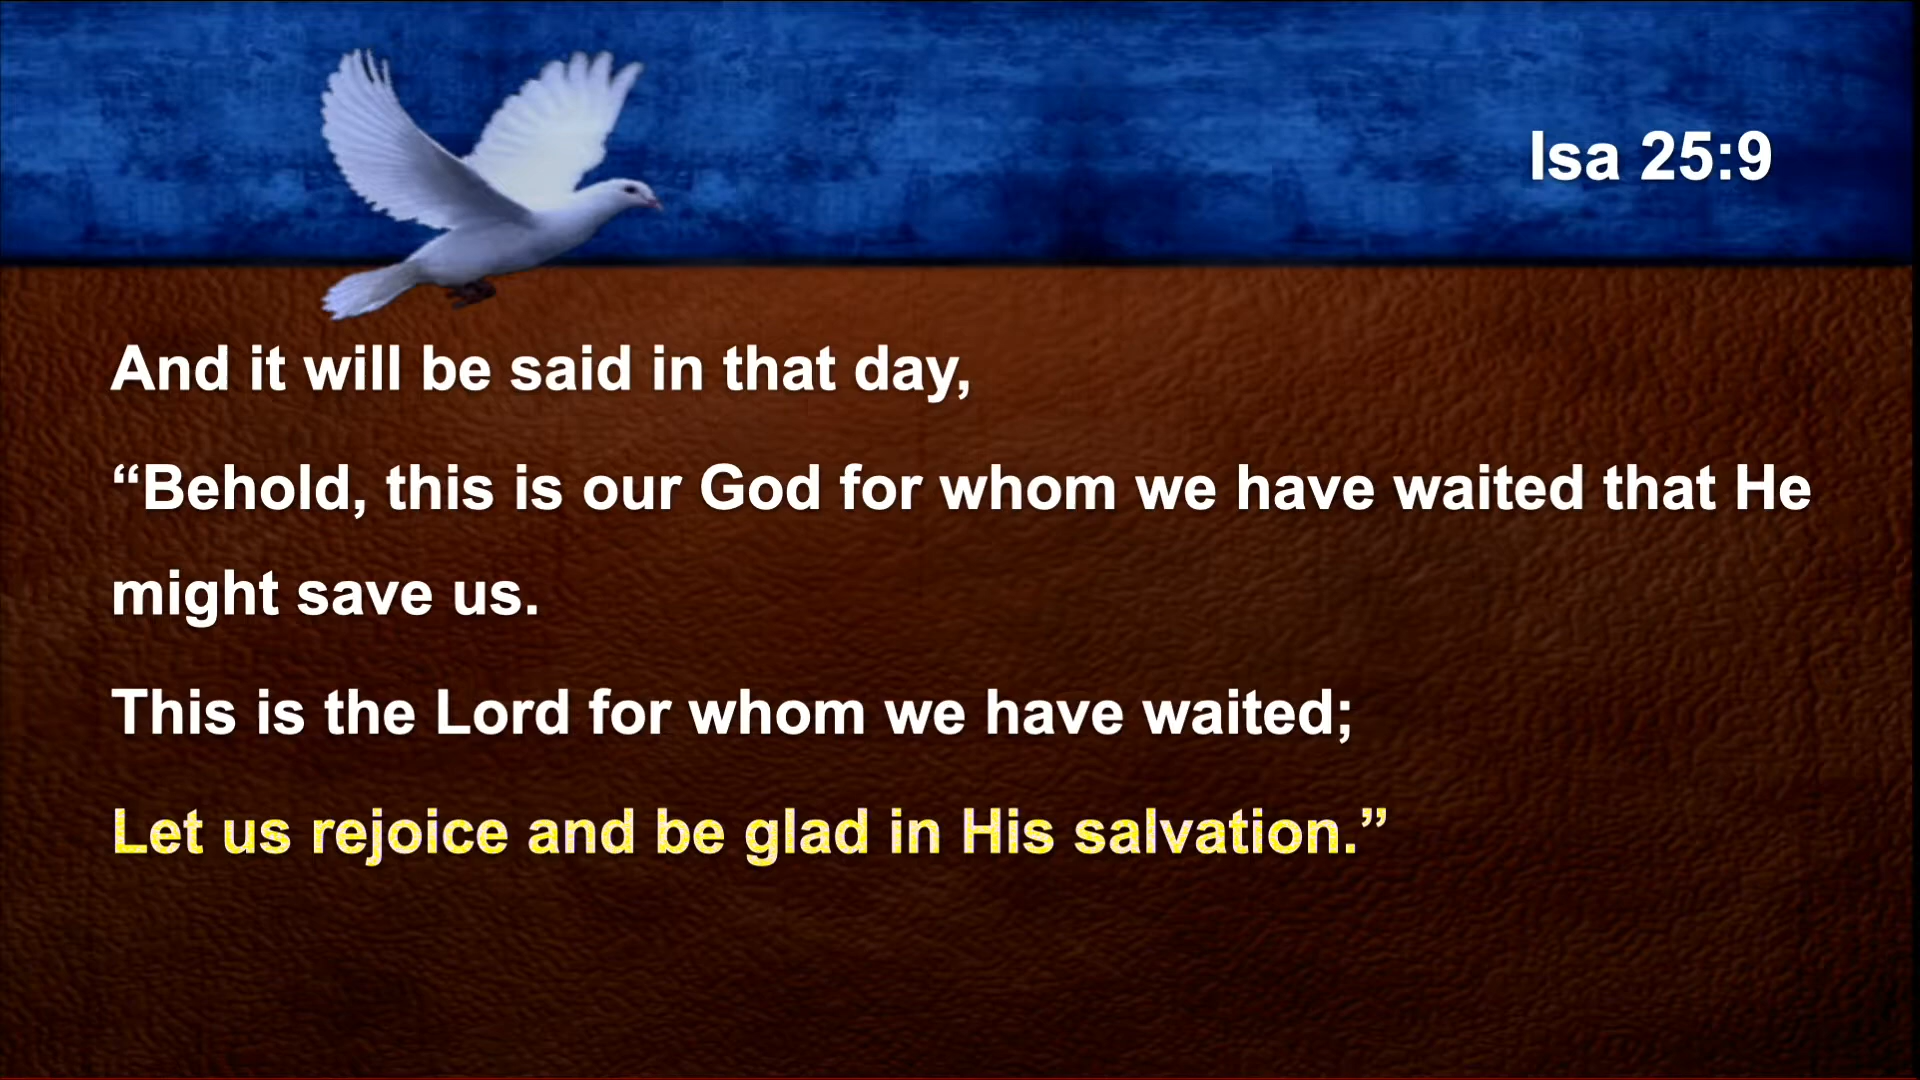 Isa 25:9
And it will be said in that day,
“Behold, this is our God for whom we have waited that He
might save us.
This is the Lord for whom we have waited;
Let us rejoice and be glad in His salvation.”